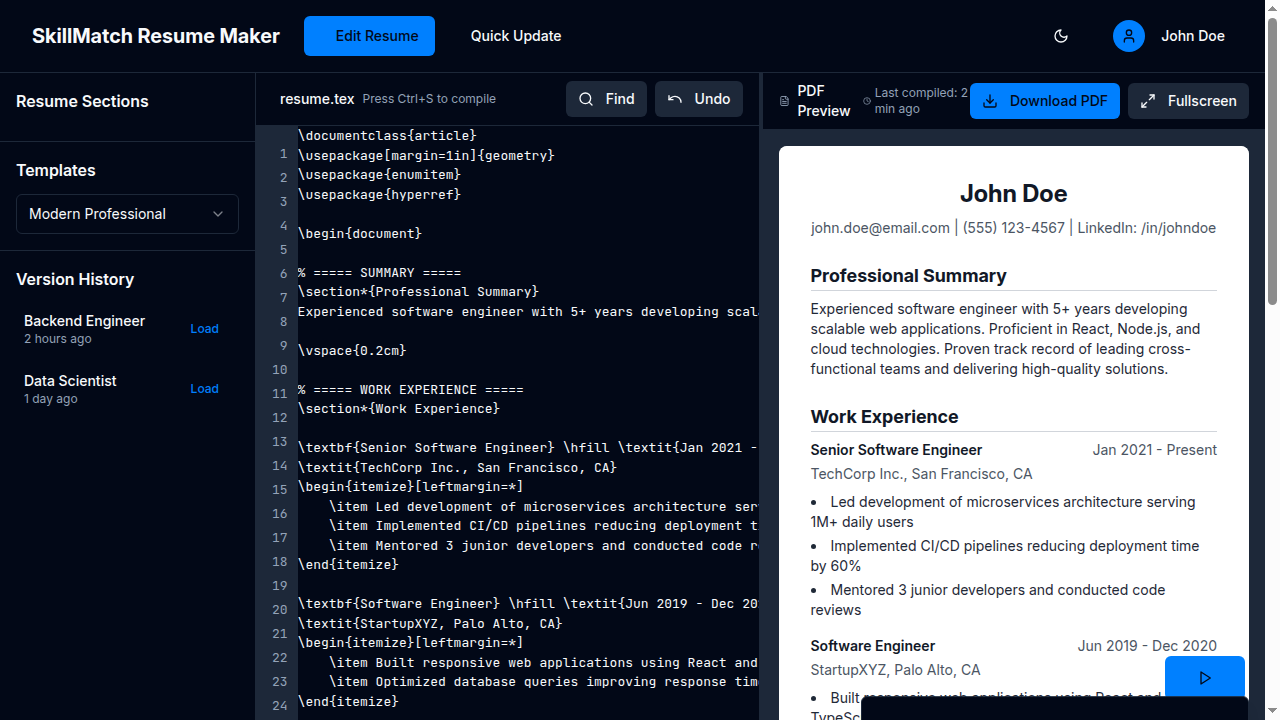 SkillMatch Resume Maker
Edit Resume
Quick Update
John Doe
Resume Sections
Templates
Modern Professional
Version History
Backend Engineer
2 hours ago
Load
Data Scientist
1 day ago
Load
resume.tex
Press Ctrl+S to compile
Find
Undo
1
2
3
4
5
6
7
8
9
10
11
12
13
14
15
16
17
18
19
20
21
22
23
24
\documentclass{article}
\usepackage[margin=1in]{geometry}
\usepackage{enumitem}
\usepackage{hyperref}
\begin{document}
% ===== SUMMARY =====
\section*{Professional Summary}
Experienced software engineer with 5+ years developing scal
\vspace{0.2cm}
% ===== WORK EXPERIENCE =====
\section*{Work Experience}
\textbf{Senior Software Engineer} \hfill \textit{Jan 2021 -
\textit{TechCorp Inc., San Francisco, CA}
\begin{itemize}[leftmargin=*]
\item Led development of microservices architecture ser
\item Implemented CI/CD pipelines reducing deployment t
\item Mentored 3 junior developers and conducted code r
\end{itemize}
\textbf{Software Engineer} \hfill \textit{Jun 2019 - Dec 20
\textit{StartupXYZ, Palo Alto, CA}
\begin{itemize}[leftmargin=*]
\item Built responsive web applications using React and
\item Optimized database queries improving response tim
\end{itemize}
PDF
Preview
Last compiled: 2
min ago
Download PDF
Fullscreen
John Doe
john.doe@email.com | (555) 123-4567 | LinkedIn: /in/johndoe
Professional Summary
Experienced software engineer with 5+ years developing
scalable web applications. Proficient in React, Node.js, and
cloud technologies. Proven track record of leading cross-
functional teams and delivering high-quality solutions.
Work Experience
Senior Software Engineer
Jan 2021 - Present
TechCorp Inc., San Francisco, CA
• Led development of microservices architecture serving
1M+ daily users
• Implemented CI/CD pipelines reducing deployment time
by 60%
• Mentored 3 junior developers and conducted code
reviews
Software Engineer
Jun 2019 - Dec 2020
StartupXYZ, Palo Alto, CA
• Built responsive web applications using React and
TypeSc